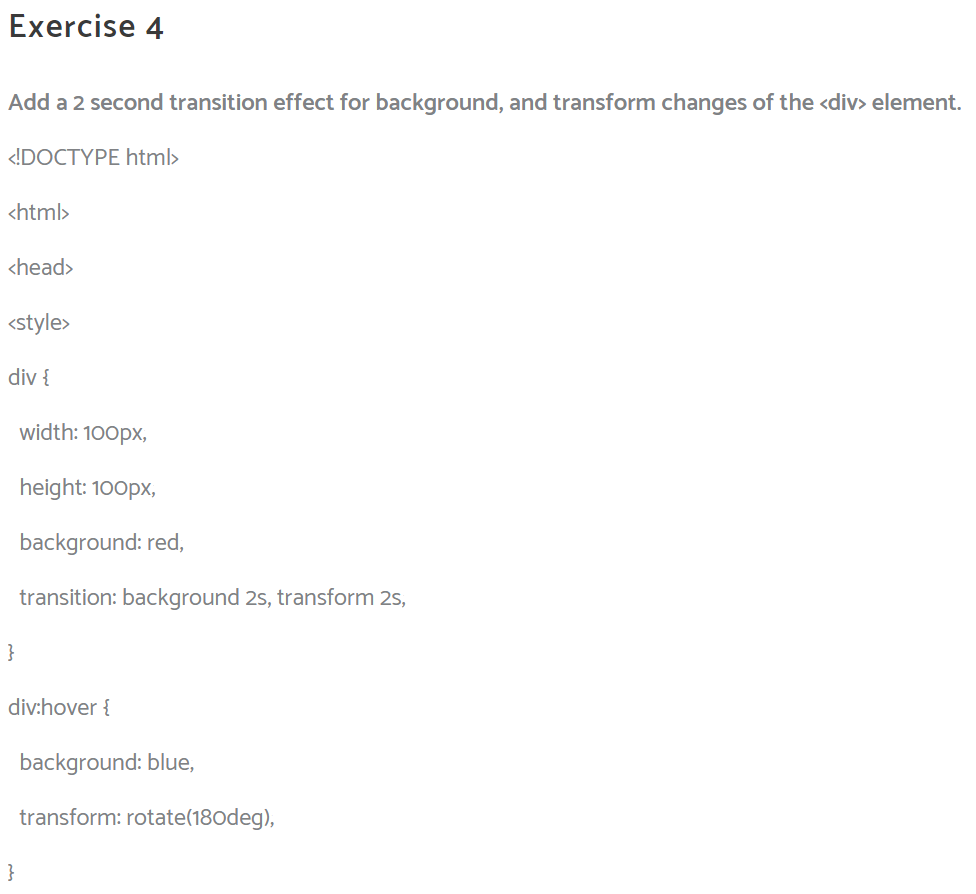 Exercise 4
Add a 2 second transition effect for background, and transform changes of the <div> element.
<!DOCTYPE html>
<html>
<head>
<style>
div {
  width: 100px,
  height: 100px,
  background: red,
  transition: background 2s, transform 2s,
}
div:hover {
  background: blue,
  transform: rotate(180deg),
}